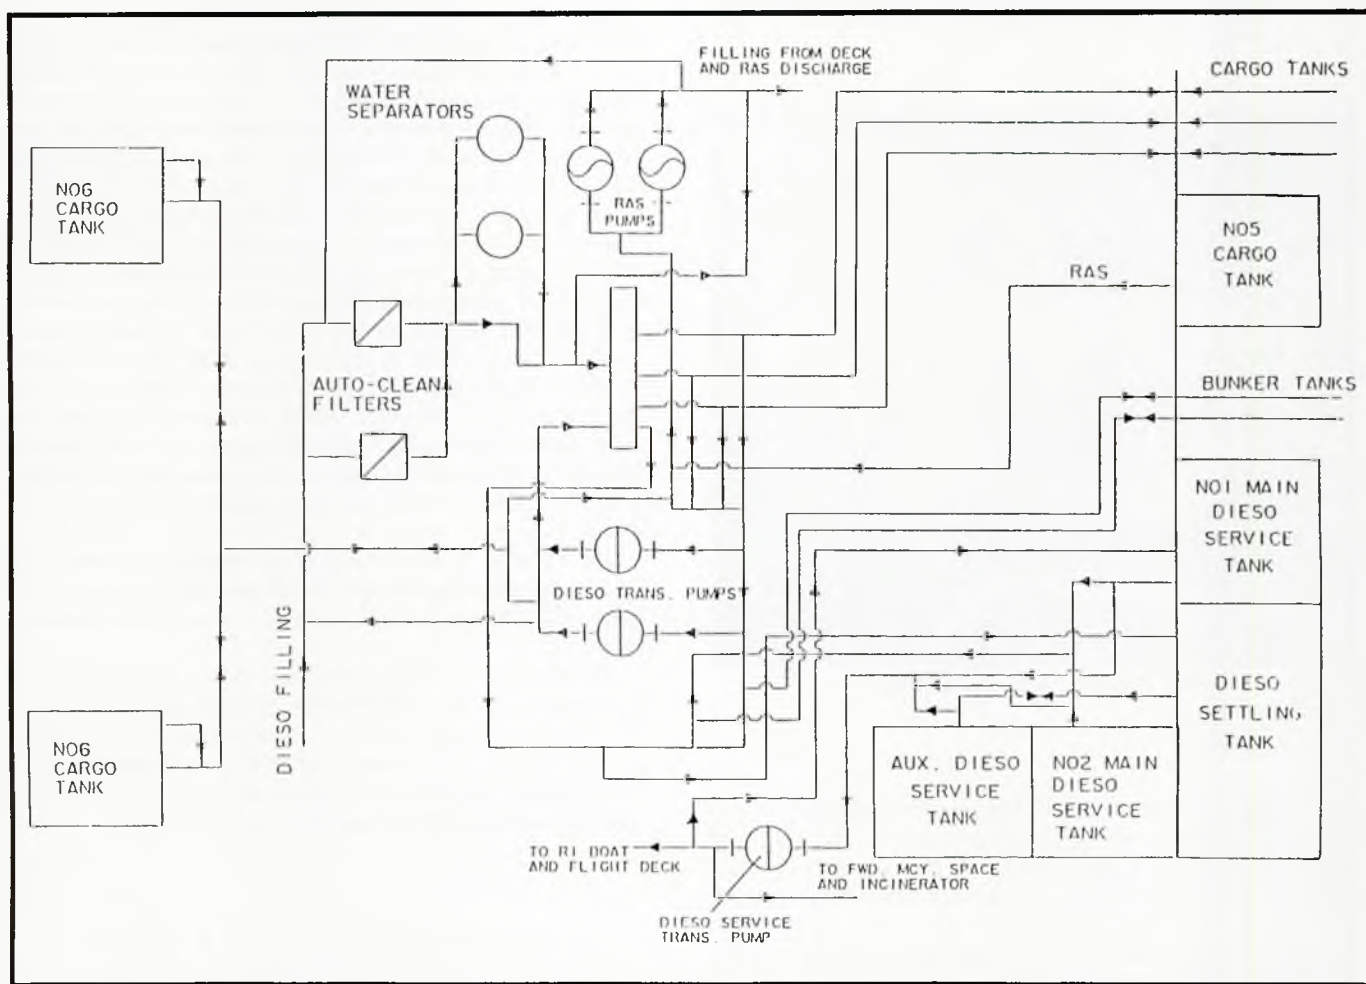 FILLING FROM DECK
AND RAS DISCHARGE
CARGO TANKS
WATER
SEPARATORS
NO6
CARGO
TANK
RAS
PUMPS
NO5
CARGO
TANK
RAS
AUTO-CLEAN
FILTERS
BUNKER TANKS
NO1 MAIN
DIESO
SERVICE
TANK
DIESO TRANS. PUMPS
DIESO FILLING
DIESO
SETTLING
TANK
NO6
CARGO
TANK
AUX. DIESO
SERVICE
TANK
NO2 MAIN
DIESO
SERVICE
TANK
TO RI BOAT
AND FLIGHT DECK
TO FWD. MCY. SPACE
AND INCINERATOR
DIESO SERVICE
TRANS. PUMP